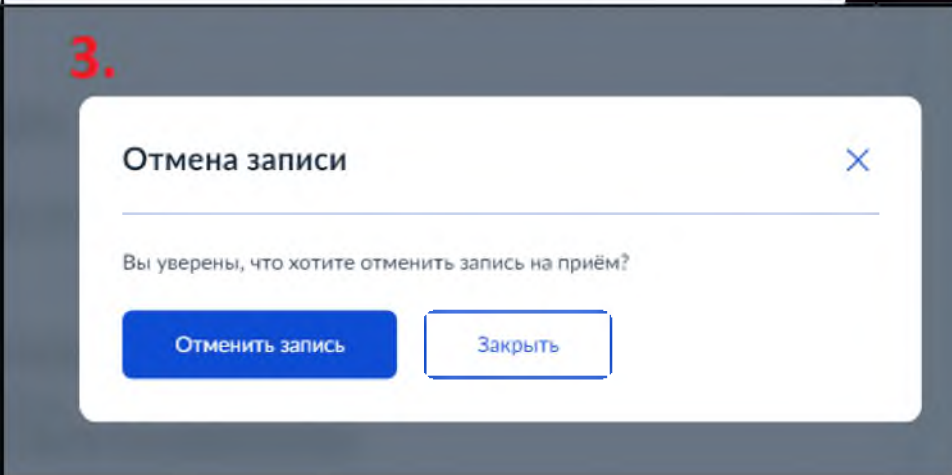 3.
Отмена записи
Вы уверены, что хотите отменить запись на приём?
Отменить запись
Закрыть